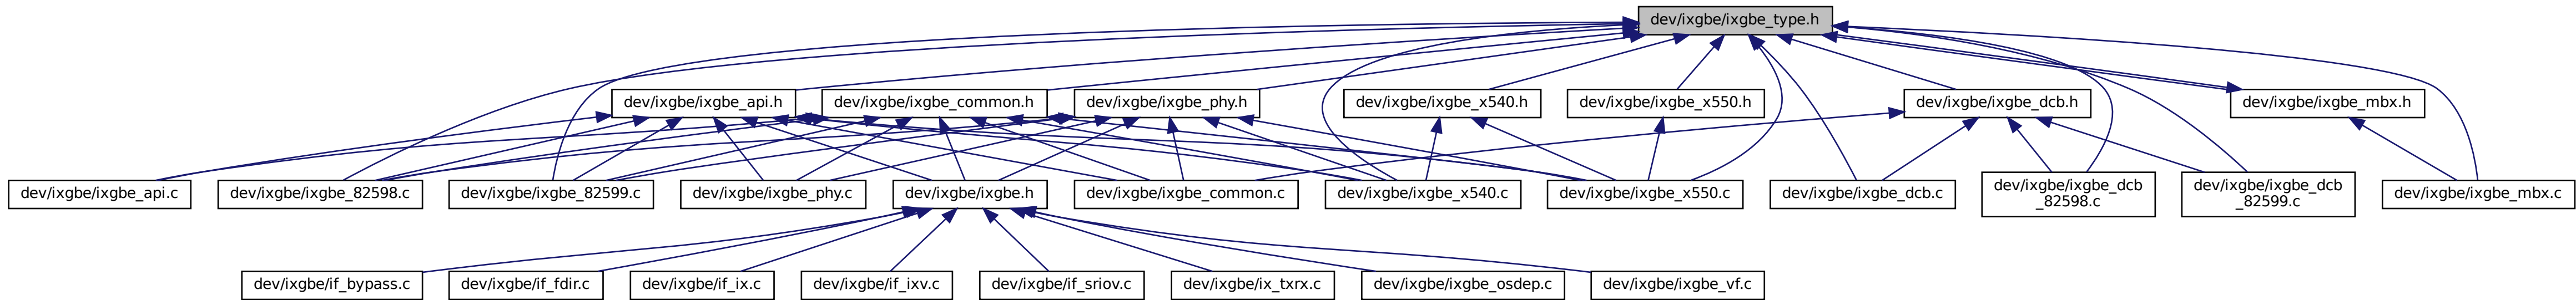 dev/ixgbe/ixgbe_type.h
dev/ixgbe/ixgbe_api.h
dev/ixgbe/ixgbe_common.h
dev/ixgbe/ixgbe_phy.h
dev/ixgbe/ixgbe_x540.h
dev/ixgbe/ixgbe_x550.h
dev/ixgbe/ixgbe_dcb.h
dev/ixgbe/ixgbe_mbx.h
dev/ixgbe/ixgbe_api.c
dev/ixgbe/ixgbe_82598.c
dev/ixgbe/ixgbe_82599.c
dev/ixgbe/ixgbe_phy.c
dev/ixgbe/ixgbe.h
dev/ixgbe/ixgbe_common.c
dev/ixgbe/ixgbe_x540.c
dev/ixgbe/ixgbe_x550.c
dev/ixgbe/ixgbe_dcb.c
dev/ixgbe/ixgbe_dcb
_82598.c
dev/ixgbe/ixgbe_dcb
_82599.c
dev/ixgbe/ixgbe_mbx.c
dev/ixgbe/if_bypass.c
dev/ixgbe/if_fdir.c
dev/ixgbe/if_ix.c
dev/ixgbe/if_ixv.c
dev/ixgbe/if_sriov.c
dev/ixgbe/ix_txrx.c
dev/ixgbe/ixgbe_osdep.c
dev/ixgbe/ixgbe_vf.c